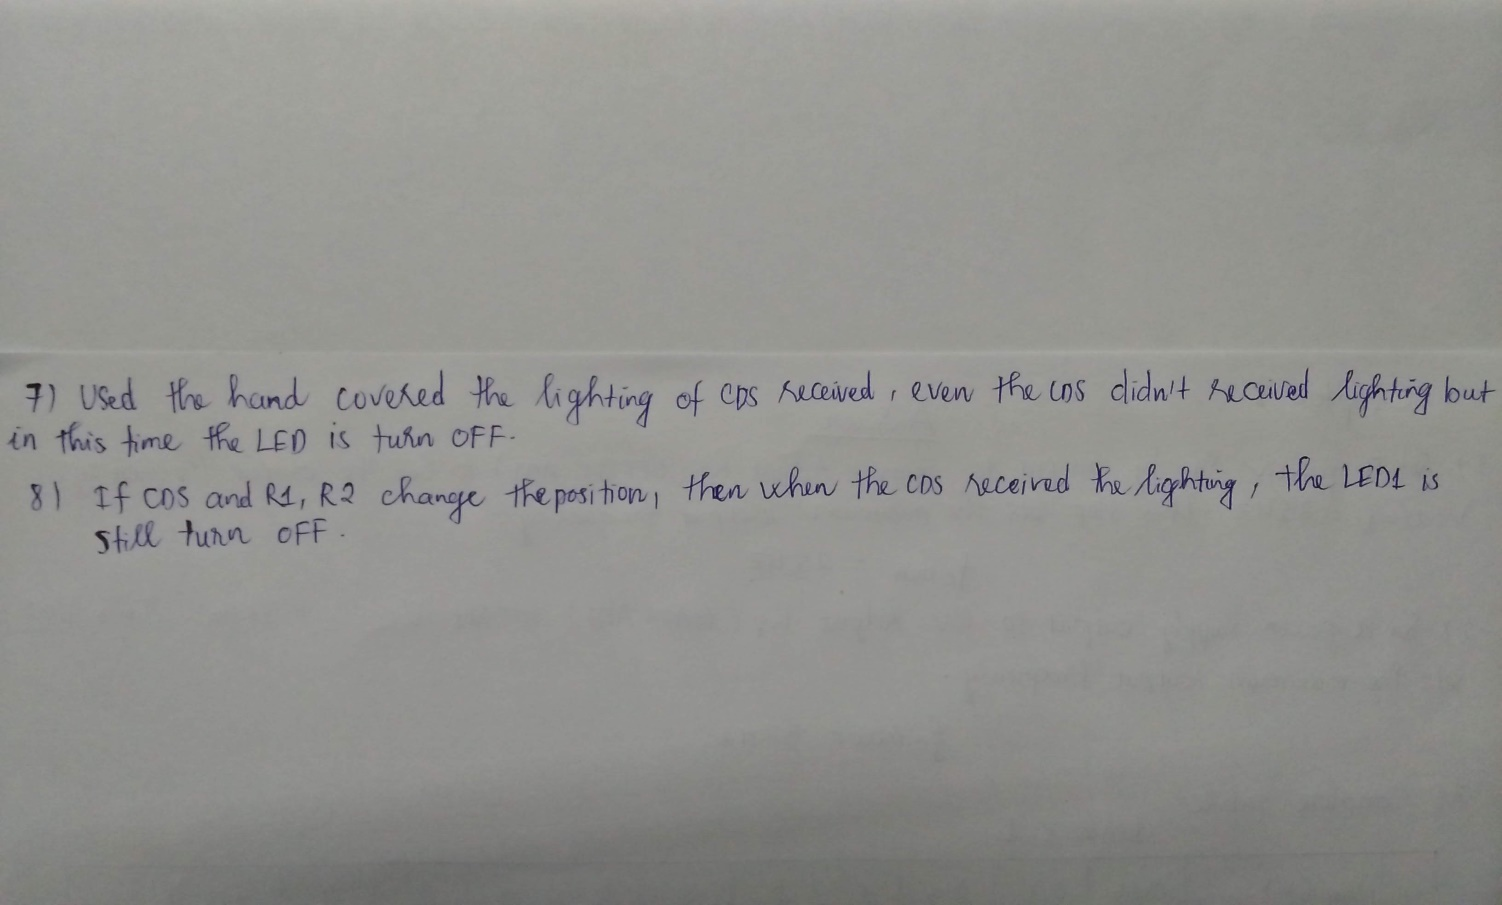 7) Used the hand covered the lighting of CDS received, even the CDS didn't received lighting but
in this time the LED is turn OFF.
8) If CDS and R1, R2 change the position, then when the CDS received the lighting, the LED1 is
still turn OFF.